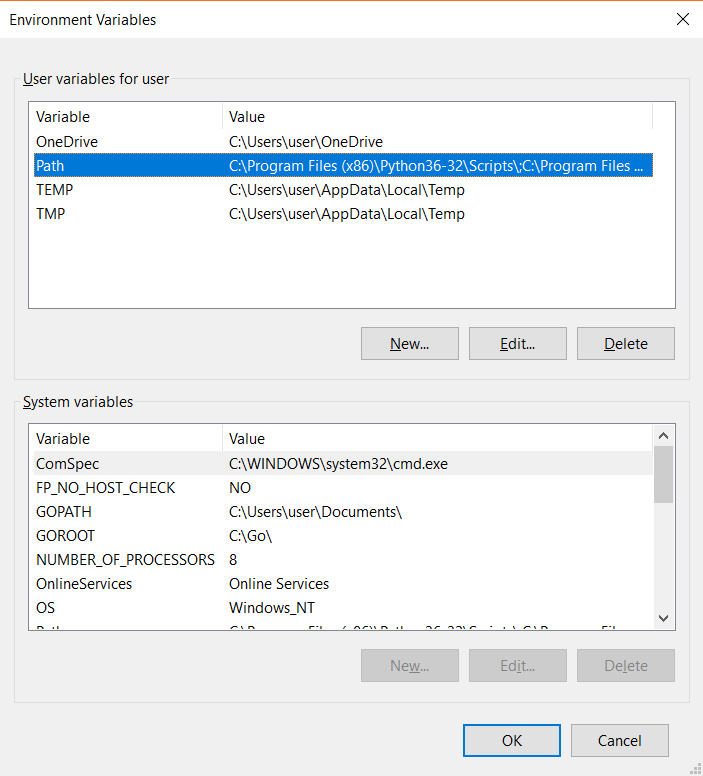 Environment Variables
User variables for user
Variable Value
OneDrive C:\Users\user\OneDrive
Path C:\Program Files (x86)\Python36-32\Scripts\;C:\Program Files ...
TEMP C:\Users\user\AppData\Local\Temp
TMP C:\Users\user\AppData\Local\Temp
New... Edit... Delete
System variables
Variable Value
ComSpec C:\WINDOWS\system32\cmd.exe
FP_NO_HOST_CHECK NO
GOPATH C:\Users\user\Documents\
GOROOT C:\Go\
NUMBER_OF_PROCESSORS 8
OnlineServices Online Services
OS Windows_NT
New... Edit... Delete
OK Cancel